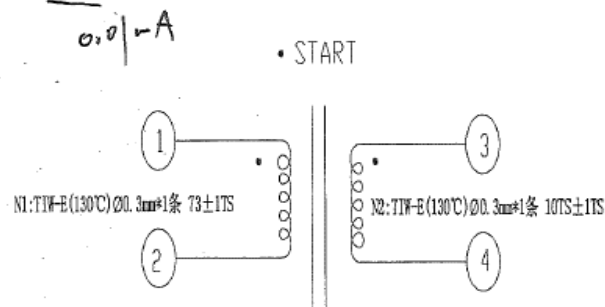 0.01mA
• START
1
3
N1:TIW-E(130℃)Ø0.3mm*1条 73±1TS
N2:TIW-E(130℃)Ø0.3mm*1条 10TS±1TS
2
4